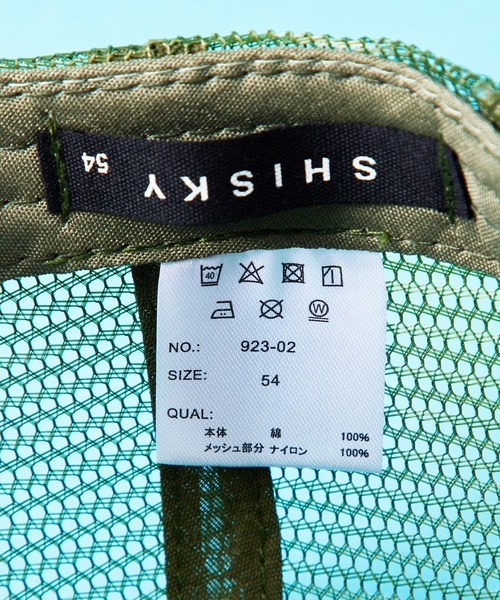 SHISKY 54
40
W
NO.: 923-02
SIZE: 54
QUAL:
本体 綿 100%
メッシュ部分 ナイロン 100%